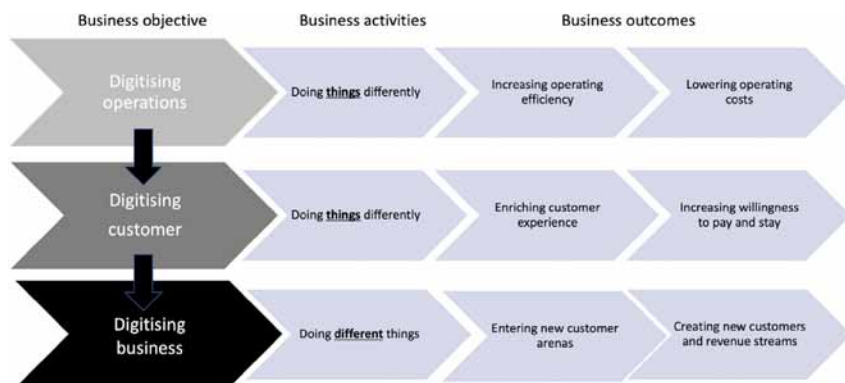 Business objective
Business activities
Business outcomes
Digitising
operations
Doing things differently
Increasing operating
efficiency
Lowering operating
costs
Digitising
customer
Doing things differently
Enriching customer
experience
Increasing willingness
to pay and stay
Digitising
business
Doing different things
Entering new customer
arenas
Creating new customers
and revenue streams